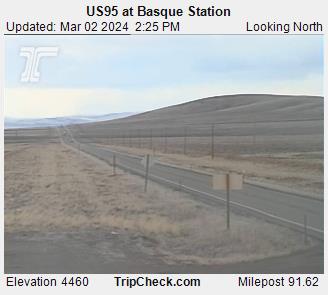 US95 at Basque Station
Updated: Mar 02 2024 2:25 PM Looking North
Elevation 4460 TripCheck.com Milepost 91.62